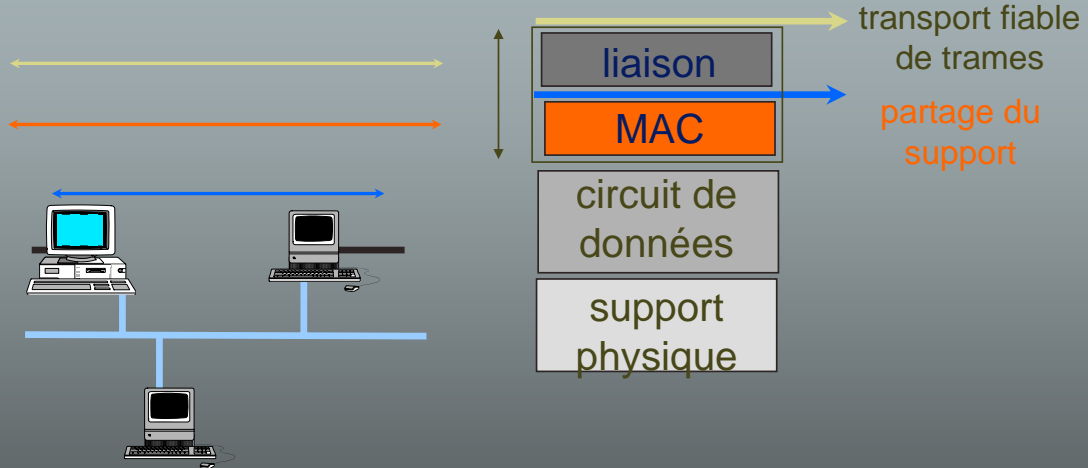 transport fiable
de trames
liaison
partage du
support
MAC
circuit de
données
support
physique